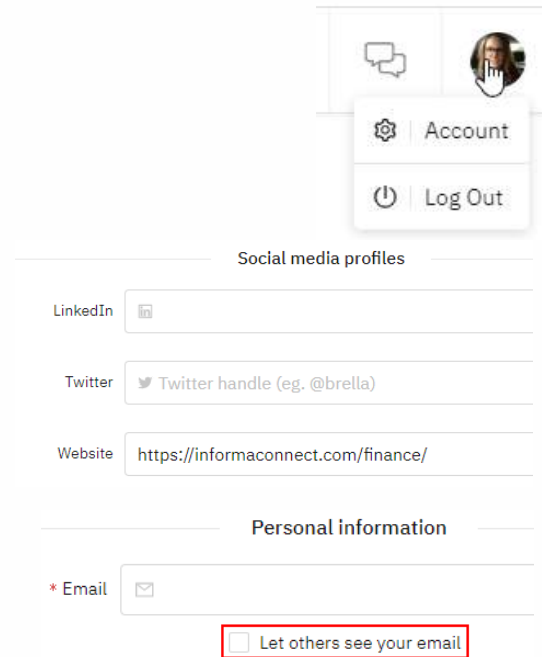 Account
Log Out
Social media profiles
LinkedIn
Twitter Twitter handle (eg. @brella)
Website https://informaconnect.com/finance/
Personal information
* Email
Let others see your email